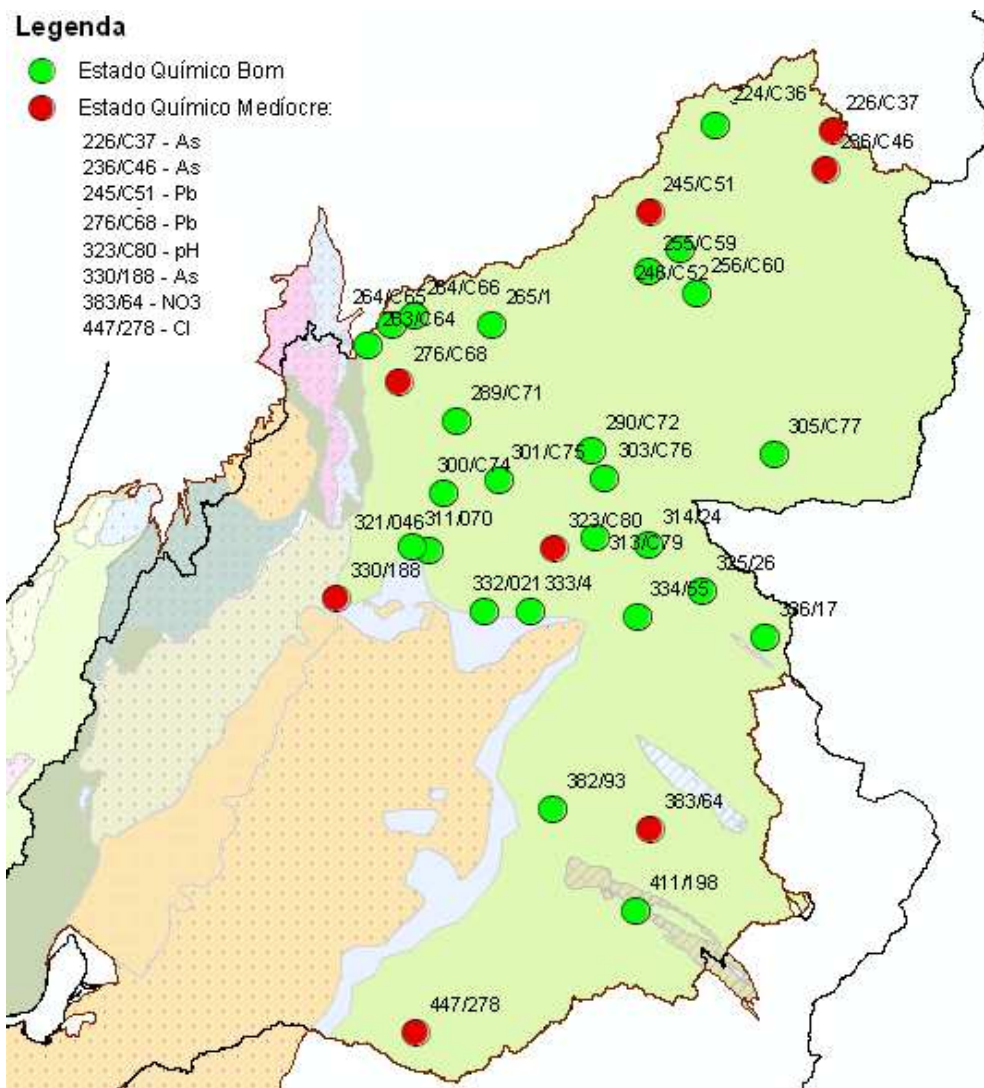 Legenda
Estado Químico Bom
Estado Químico Medíocre:
226/C37 - As
236/C46 - As
245/C51 - Pb
276/C68 - Pb
323/C80 - pH
330/188 - As
383/64 - NO3
447/278 - Cl
224/C36
226/C37
236/C46
245/C51
255/C59
248/C52
256/C60
264/C65
264/C66
263/C64
265/1
276/C68
289/C71
290/C72
305/C77
301/C75
303/C76
300/C74
321/046
311/070
323/C80
314/24
313/C79
325/26
330/188
332/021
333/4
334/55
336/17
382/93
383/64
411/198
447/278